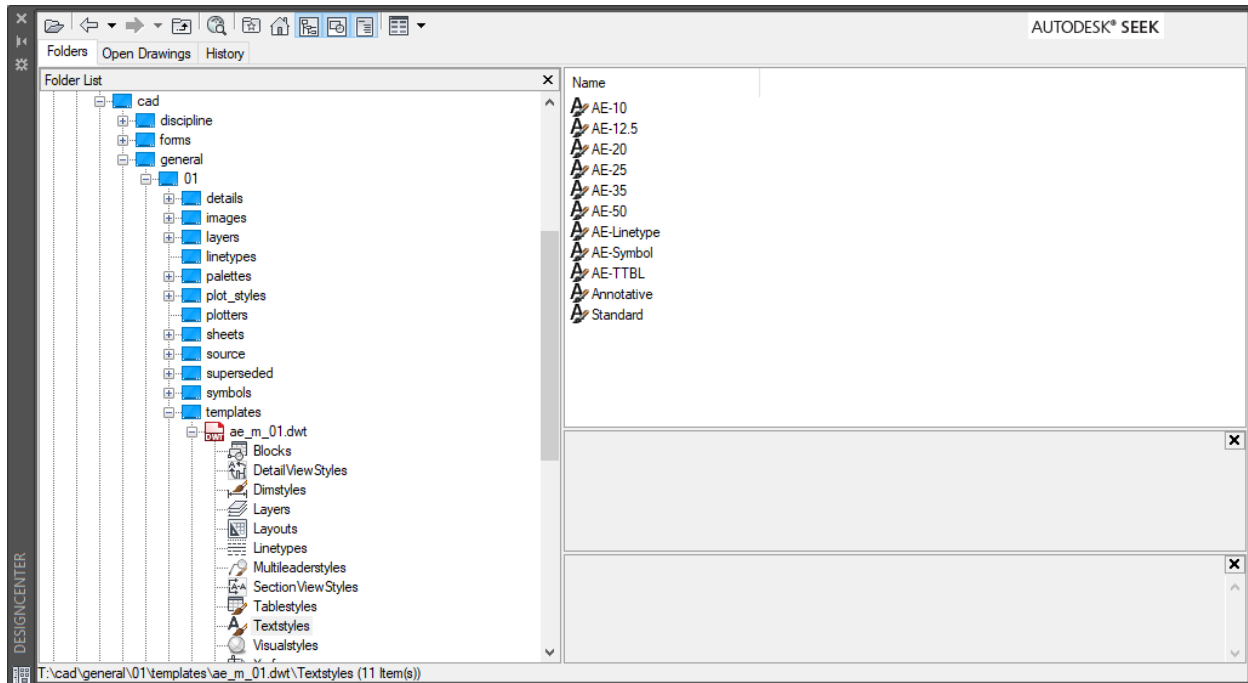 AUTODESK® SEEK
Folders Open Drawings History
Folder List
cad
discipline
forms
general
01
details
images
layers
linetypes
palettes
plot_styles
plotters
sheets
source
superseded
symbols
templates
ae_m_01.dwt
Blocks
DetailViewStyles
Dimstyles
Layers
Layouts
Linetypes
Multileaderstyles
SectionViewStyles
Tablestyles
Textstyles
Visualstyles
Name
AE-10
AE-12.5
AE-20
AE-25
AE-35
AE-50
AE-Linetype
AE-Symbol
AE-TTBL
Annotative
Standard
DESIGNCENTER
T:\cad\general\01\templates\ae_m_01.dwt\Textstyles (11 Item(s))